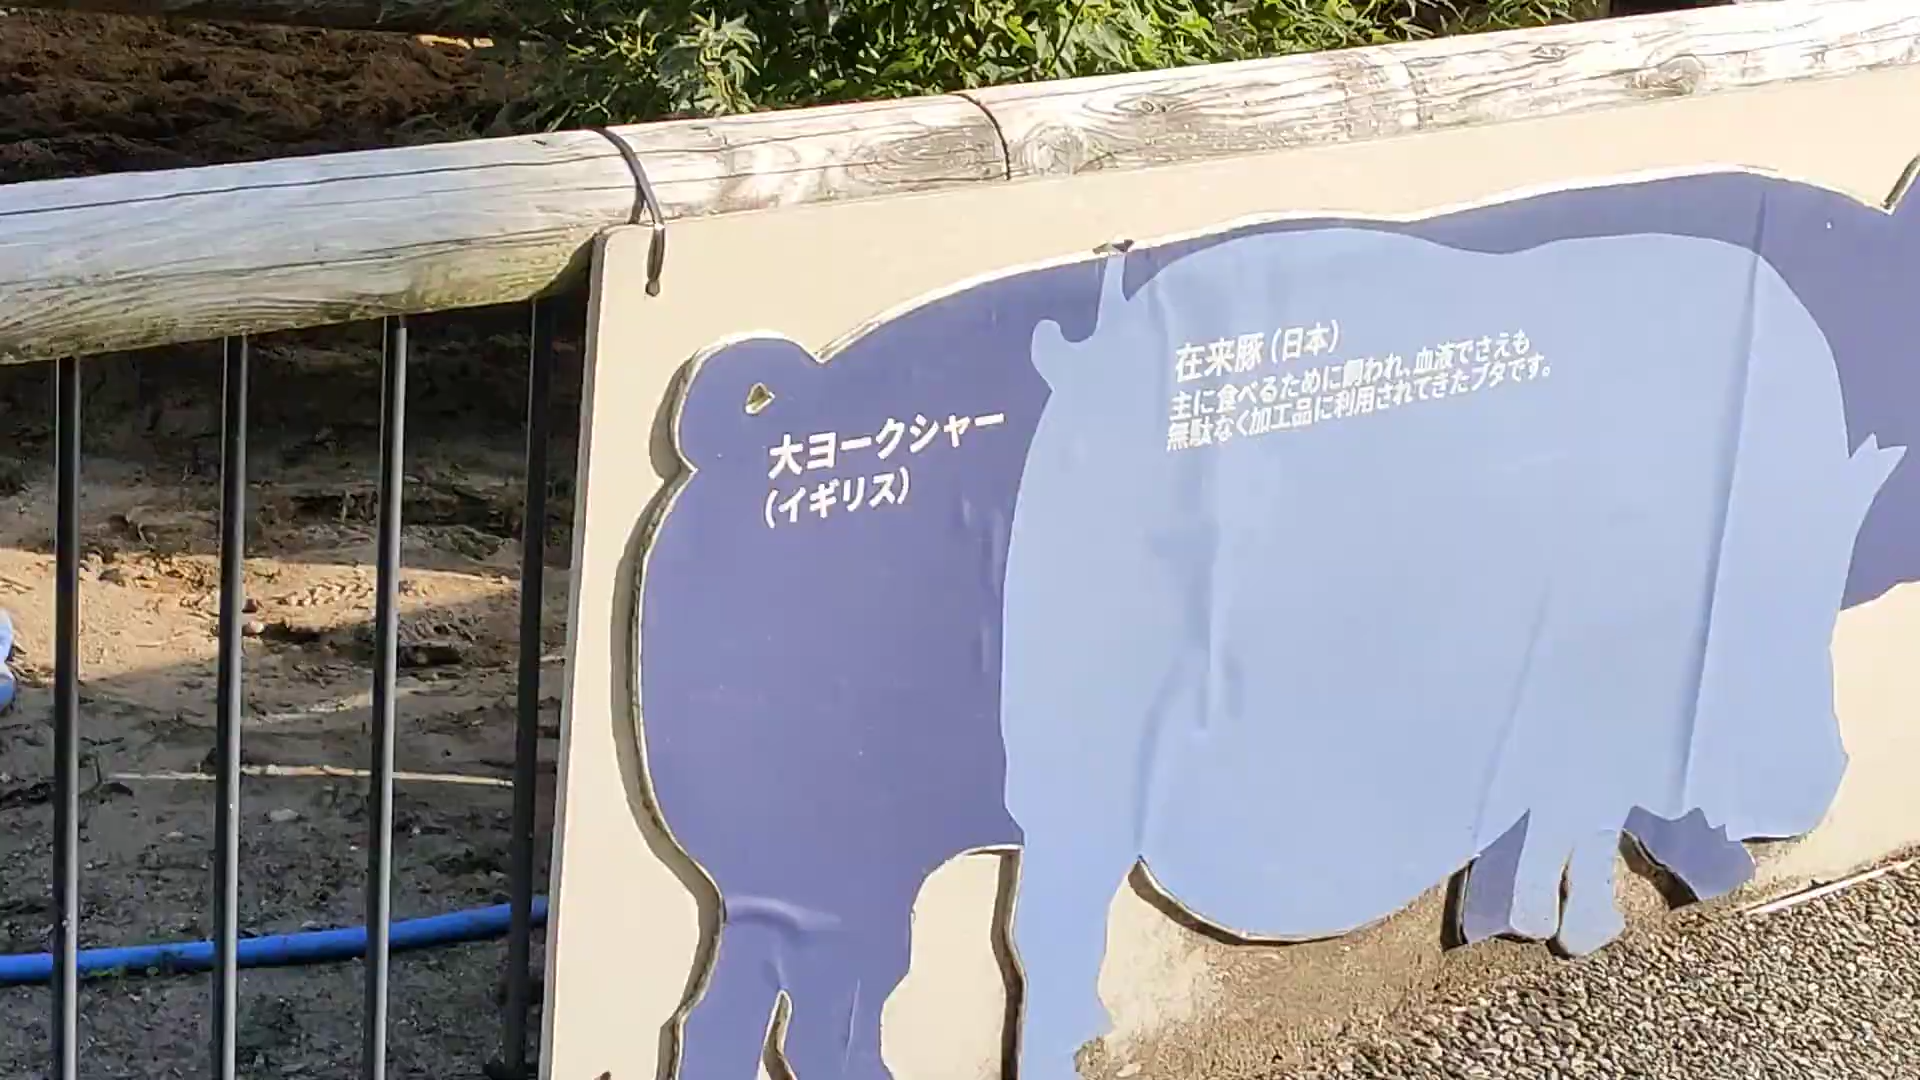 大ヨークシャー
(イギリス)
在来豚(日本)
主に食べるために飼われ、血液でさえも
無駄なく加工品に利用されてきたブタです。